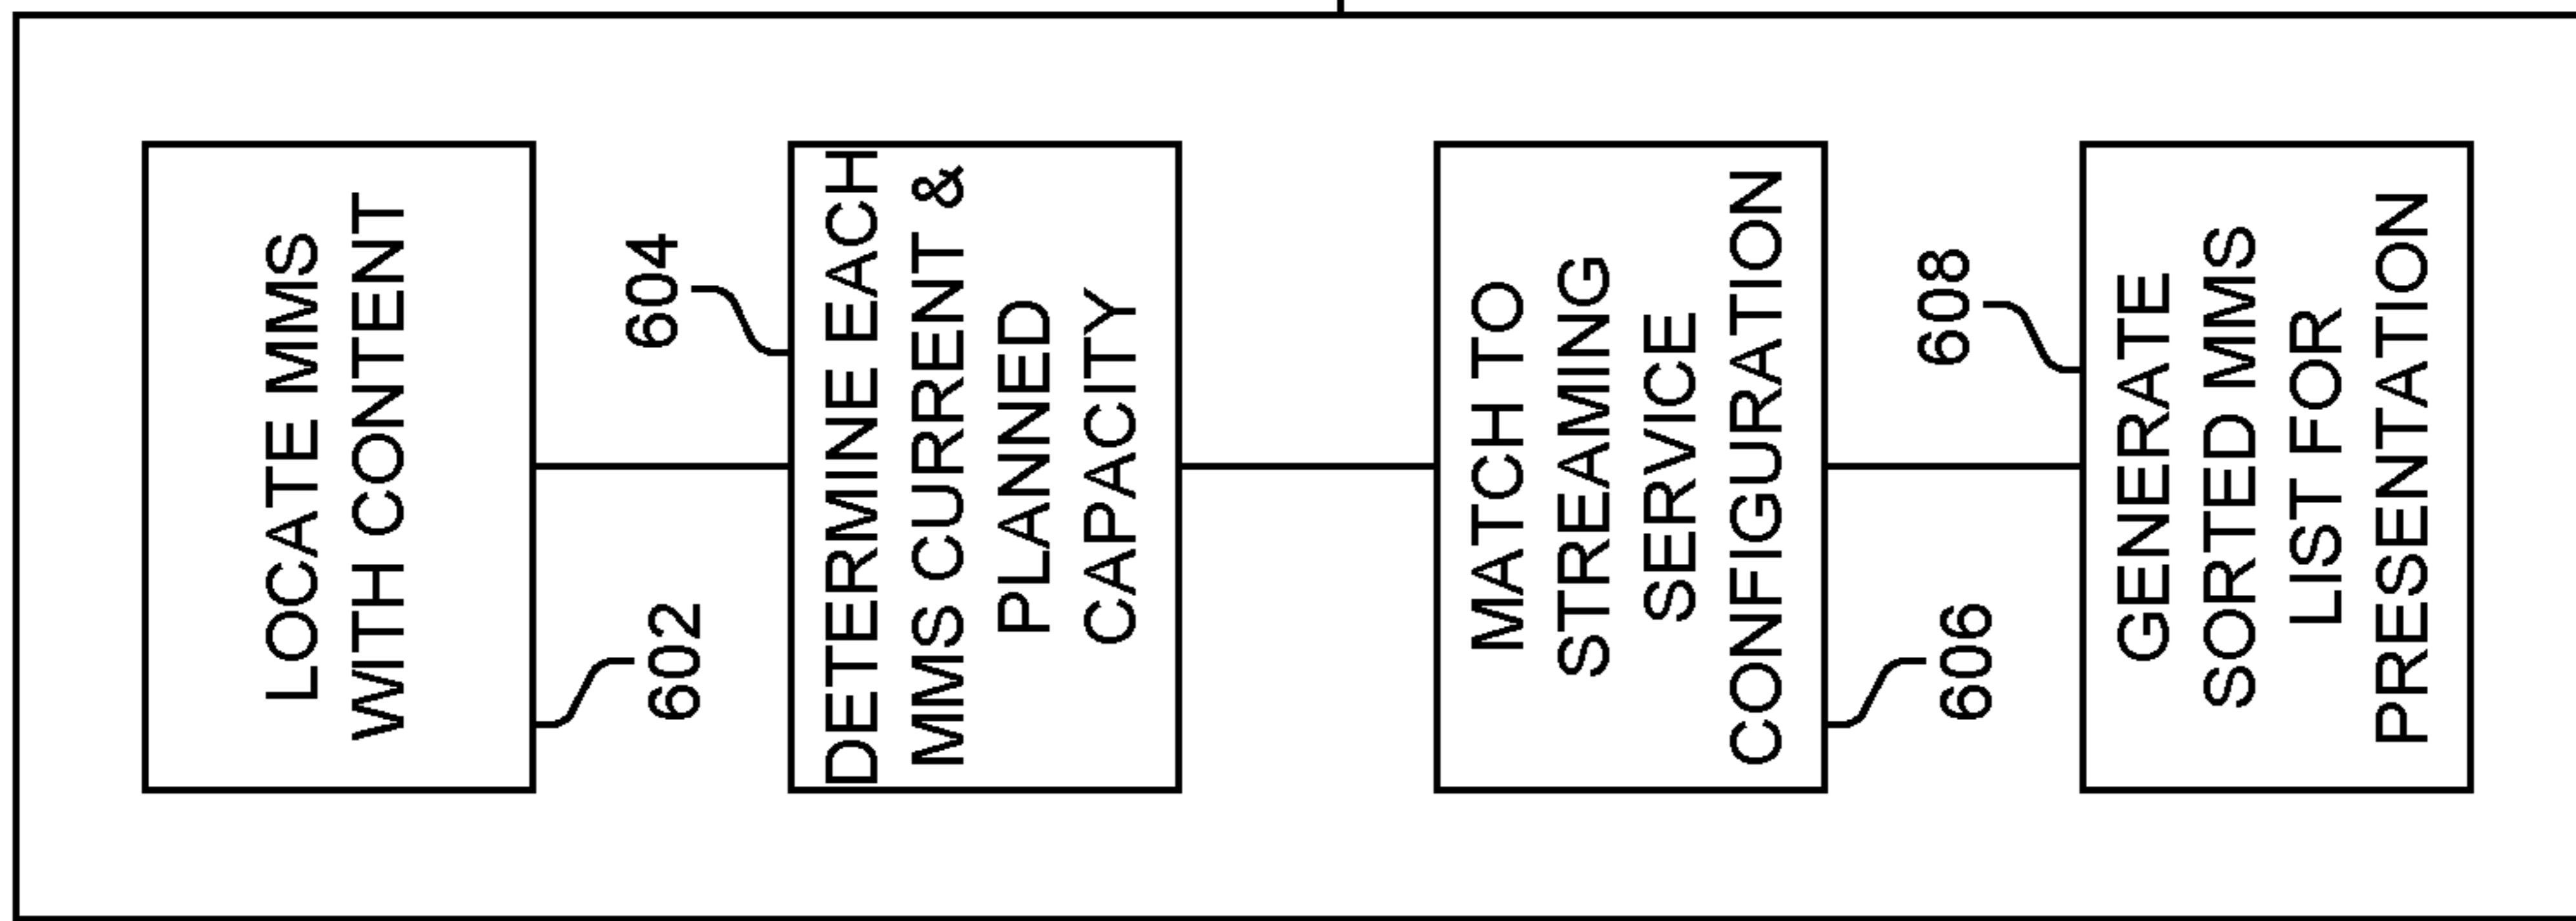 LOCATE MMS
WITH CONTENT
602
604
DETERMINE EACH
MMS CURRENT &
PLANNED
CAPACITY
MATCH TO
STREAMING
SERVICE
CONFIGURATION
606
608
GENERATE
SORTED MMS
LIST FOR
PRESENTATION